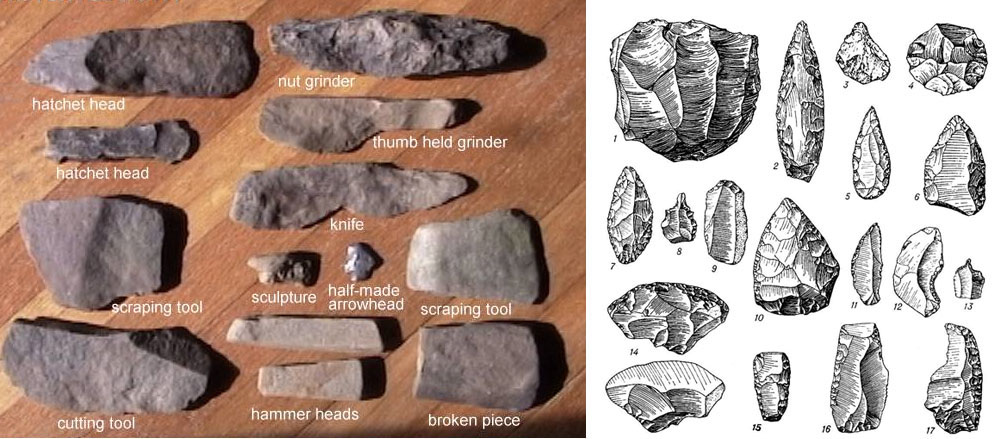 hatchet head
nut grinder
thumb held grinder
hatchet head
knife
scraping tool
sculpture
half-made
arrowhead
scraping tool
cutting tool
hammer heads
broken piece
1
2
3
4
5
6
7
8
9
10
11
12
13
14
15
16
17